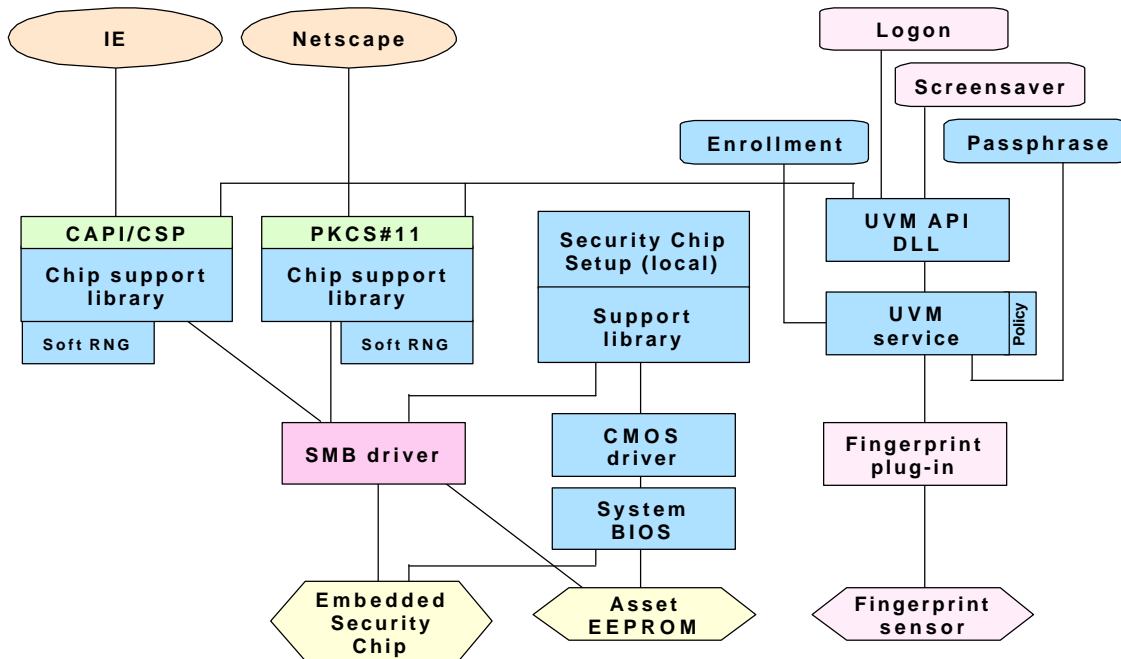 IE
Netscape
Logon
Screensaver
Enrollment
Passphrase
CAPI/CSP
Chip support
library
Soft RNG
PKCS#11
Chip support
library
Soft RNG
Security Chip
Setup (local)
Support
library
UVM API
DLL
UVM
service
Policy
SMB driver
CMOS
driver
Fingerprint
plug-in
System
BIOS
Embedded
Security
Chip
Asset
EEPROM
Fingerprint
sensor